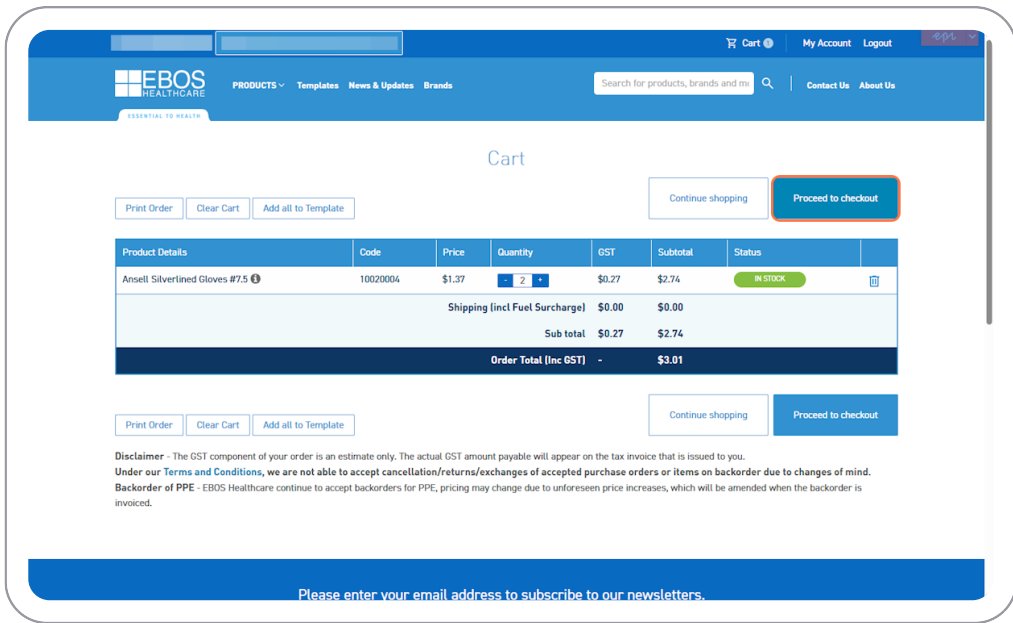 Cart 1 My Account Logout
epi
EBOS
HEALTHCARE
ESSENTIAL TO HEALTH
PRODUCTS Templates News & Updates Brands
Search for products, brands and m
Contact Us About Us
Cart
Print Order Clear Cart Add all to Template Continue shopping Proceed to checkout
Product Details Code Price Quantity GST Subtotal Status
Ansell Silverlined Gloves #7.5 10020004 $1.37 - 2 + $0.27 $2.74 IN STOCK
Shipping (incl Fuel Surcharge) $0.00 $0.00
Sub total $0.27 $2.74
Order Total (Inc GST) - $3.01
Print Order Clear Cart Add all to Template Continue shopping Proceed to checkout
Disclaimer - The GST component of your order is an estimate only. The actual GST amount payable will appear on the tax invoice that is issued to you.
Under our Terms and Conditions, we are not able to accept cancellation/returns/exchanges of accepted purchase orders or items on backorder due to changes of mind.
Backorder of PPE - EBOS Healthcare continue to accept backorders for PPE, pricing may change due to unforeseen price increases, which will be amended when the backorder is
invoiced.
Please enter your email address to subscribe to our newsletters.